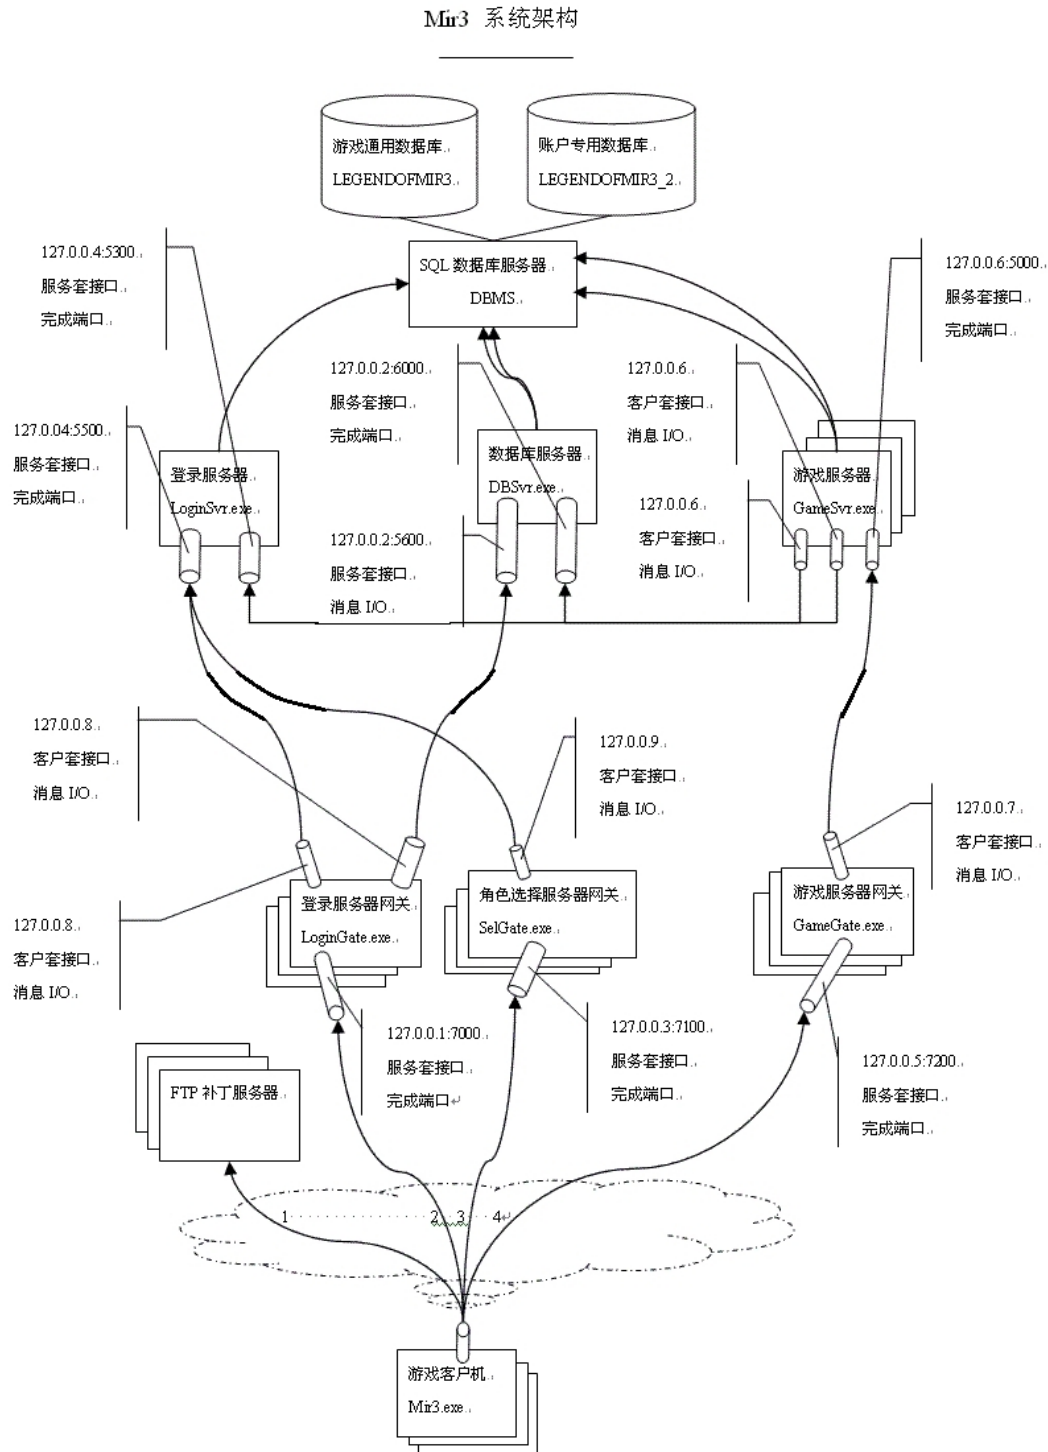 Mir3 系统架构
游戏通用数据库
LEGENDOFMIR3
账户专用数据库
LEGENDOFMIR3_2
127.0.0.4:5300
服务套接口
完成端口
SQL 数据库服务器
DBMS
127.0.0.6:5000
服务套接口
完成端口
127.0.0.2:6000
服务套接口
完成端口
127.0.0.6
客户套接口
消息 I/O
127.0.04:5500
服务套接口
完成端口
登录服务器
LoginSvr.exe
数据库服务器
DBSvr.exe
游戏服务器
GameSvr.exe
127.0.0.6
客户套接口
消息 I/O
127.0.0.2:5600
服务套接口
消息 I/O
127.0.0.8
客户套接口
消息 I/O
127.0.0.9
客户套接口
消息 I/O
127.0.0.7
客户套接口
消息 I/O
127.0.0.8
客户套接口
消息 I/O
登录服务器网关
LoginGate.exe
角色选择服务器网关
SelGate.exe
游戏服务器网关
GameGate.exe
127.0.0.1:7000
服务套接口
完成端口
127.0.0.3:7100
服务套接口
完成端口
127.0.0.5:7200
服务套接口
完成端口
FTP 补丁服务器
1 2 3 4
游戏客户机
Mir3.exe